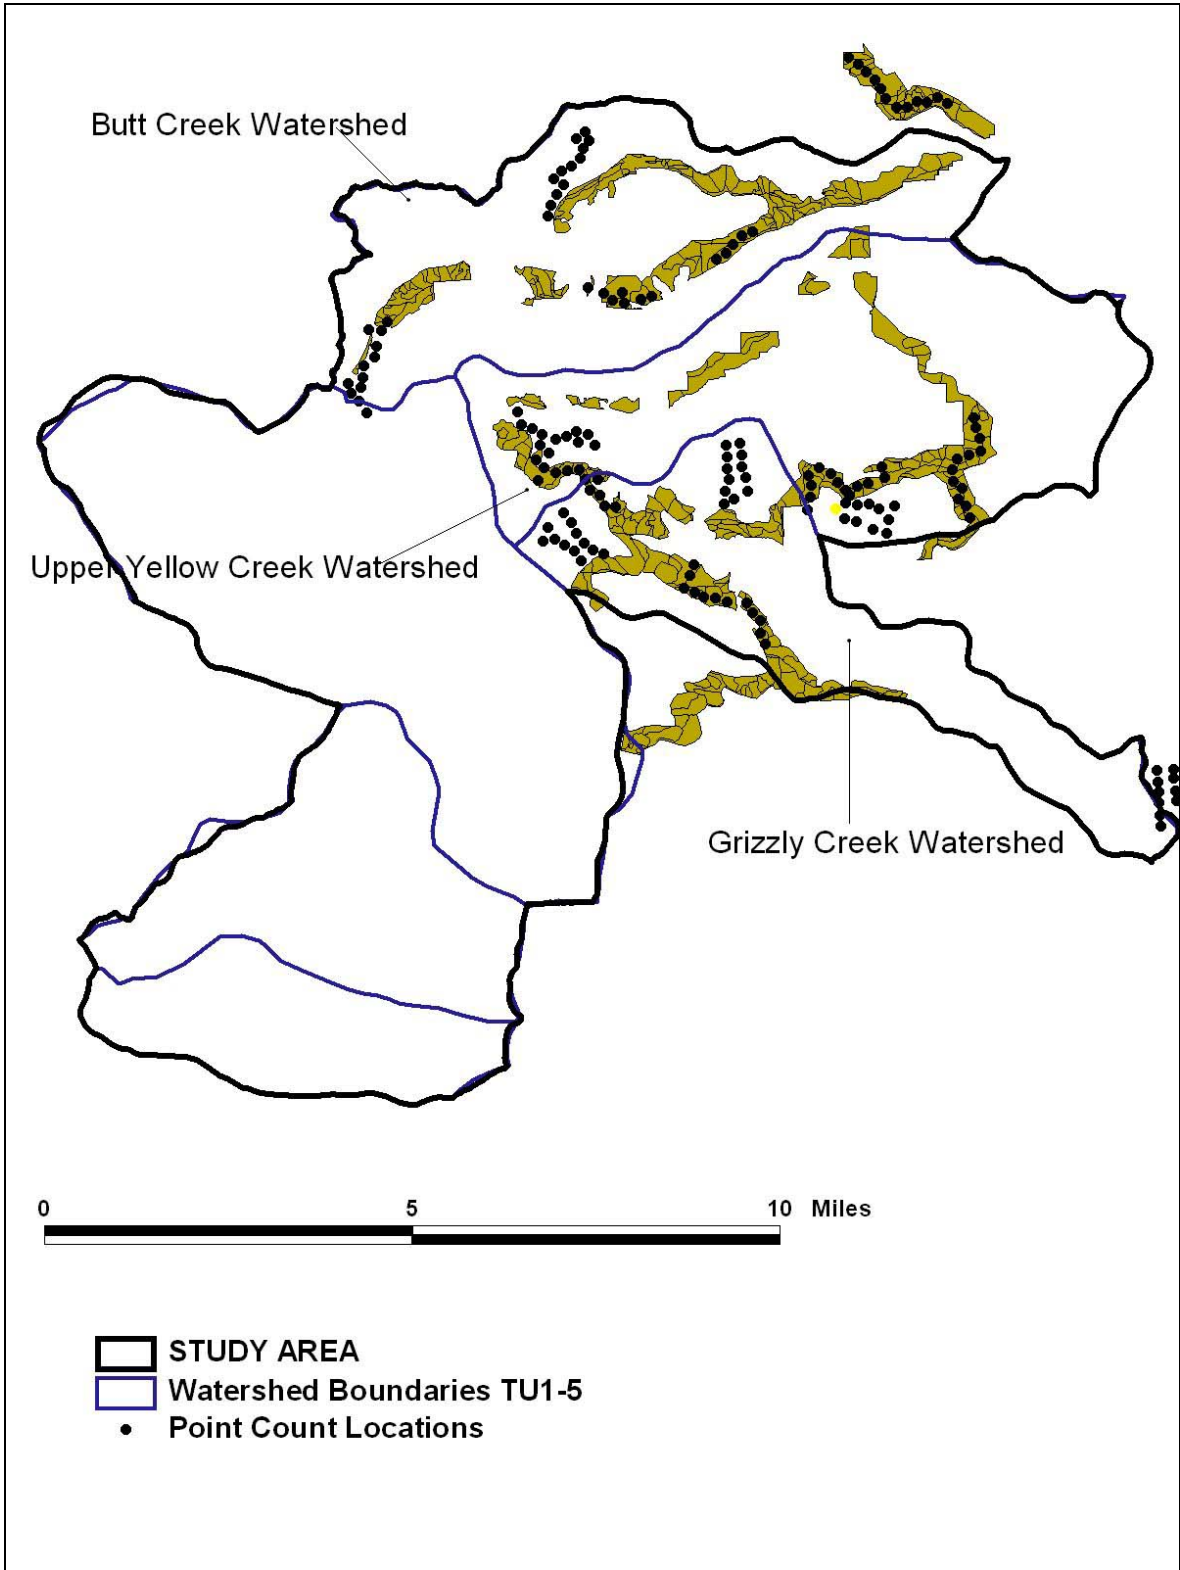 Butt Creek Watershed
Upper Yellow Creek Watershed
Grizzly Creek Watershed
0 5 10 Miles
STUDY AREA
Watershed Boundaries TU1-5
Point Count Locations